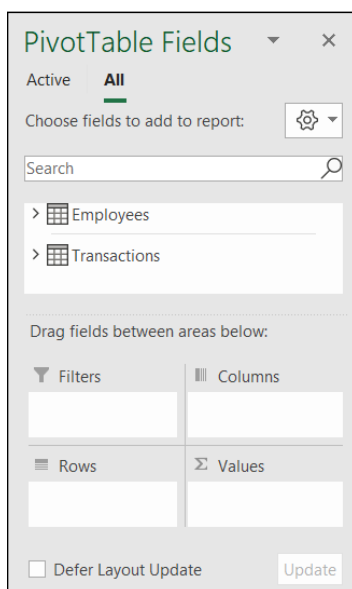 PivotTable Fields
Active All
Choose fields to add to report:
Search
Employees
Transactions
Drag fields between areas below:
Filters Columns
Rows Σ Values
Defer Layout Update Update